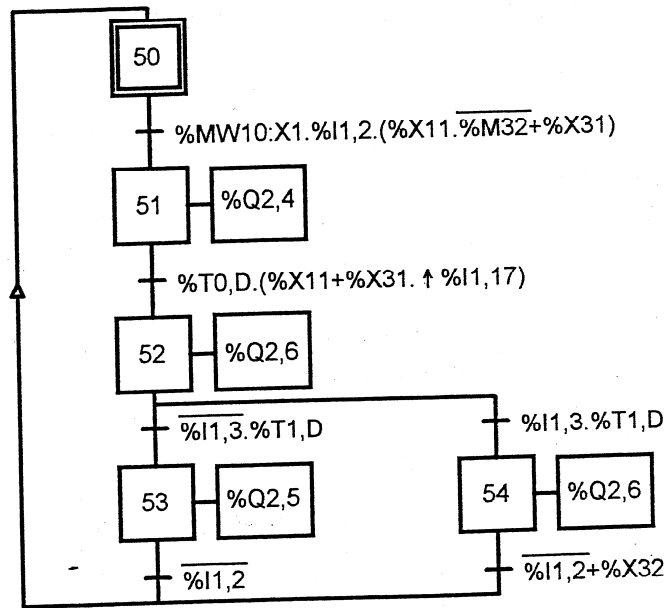 50
%MW10:X1.%I1,2.(%X11.%M32+%X31)
51
%Q2,4
%T0,D.(%X11+%X31. ↑ %I1,17)
52
%Q2,6
%I1,3.%T1,D
%I1,3.%T1,D
53
%Q2,5
54
%Q2,6
%I1,2
%I1,2+%X32